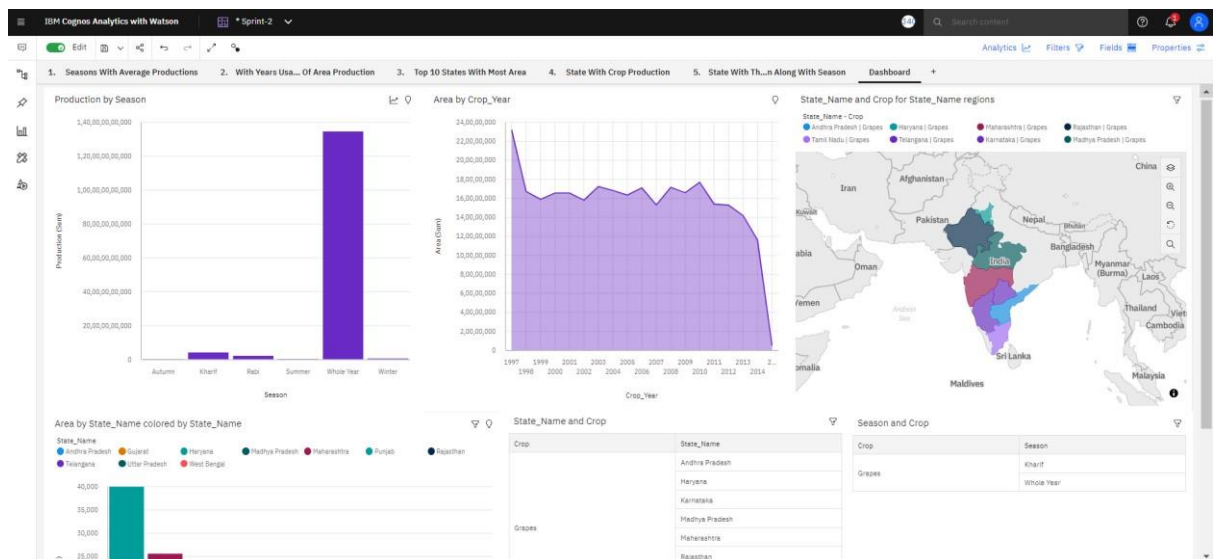 IBM Cognos Analytics with Watson
* Sprint-2
Search content
Edit
Analytics
Filters
Fields
Properties
1. Seasons With Average Productions
2. With Years Usa... Of Area Production
3. Top 10 States With Most Area
4. State With Crop Production
5. State With Th...n Along With Season
Dashboard
+
Production by Season
1,40,00,00,00,000
1,20,00,00,00,000
1,00,00,00,00,000
80,00,00,00,000
60,00,00,00,000
40,00,00,00,000
20,00,00,00,000
0
Production (Sum)
Autumn Kharif Rabi Summer Whole Year Winter
Season
Area by Crop_Year
24,00,00,000
22,00,00,000
20,00,00,000
18,00,00,000
16,00,00,000
14,00,00,000
12,00,00,000
10,00,00,000
8,00,00,000
6,00,00,000
4,00,00,000
2,00,00,000
0
Area (Sum)
1997 1999 2001 2003 2005 2007 2009 2011 2013 2...
1998 2000 2002 2004 2006 2008 2010 2012 2014
Crop_Year
State_Name and Crop for State_Name regions
State_Name - Crop
Andhra Pradesh | Grapes Haryana | Grapes Maharashtra | Grapes Rajasthan | Grapes
Tamil Nadu | Grapes Telangana | Grapes Karnataka | Grapes Madhya Pradesh | Grapes
China
Afghanistan
Iran
Kuwait
Pakistan
Nepal
Bhutan
Bangladesh
abia
Oman
India
Myanmar
(Burma)
Laos
Yemen
Arabian
Sea
Thailand
Viet
Cambodia
Sri Lanka
omalia
Malaysia
Maldives
Area by State_Name colored by State_Name
State_Name
Andhra Pradesh Gujarat Haryana Madhya Pradesh Maharashtra Punjab Rajasthan
Telangana Uttar Pradesh West Bengal
40,000
35,000
30,000
25,000
State_Name and Crop
Crop State_Name
Andhra Pradesh
Haryana
Karnataka
Madhya Pradesh
Grapes
Maharashtra
Rajasthan
Season and Crop
Crop Season
Grapes
Kharif
Whole Year